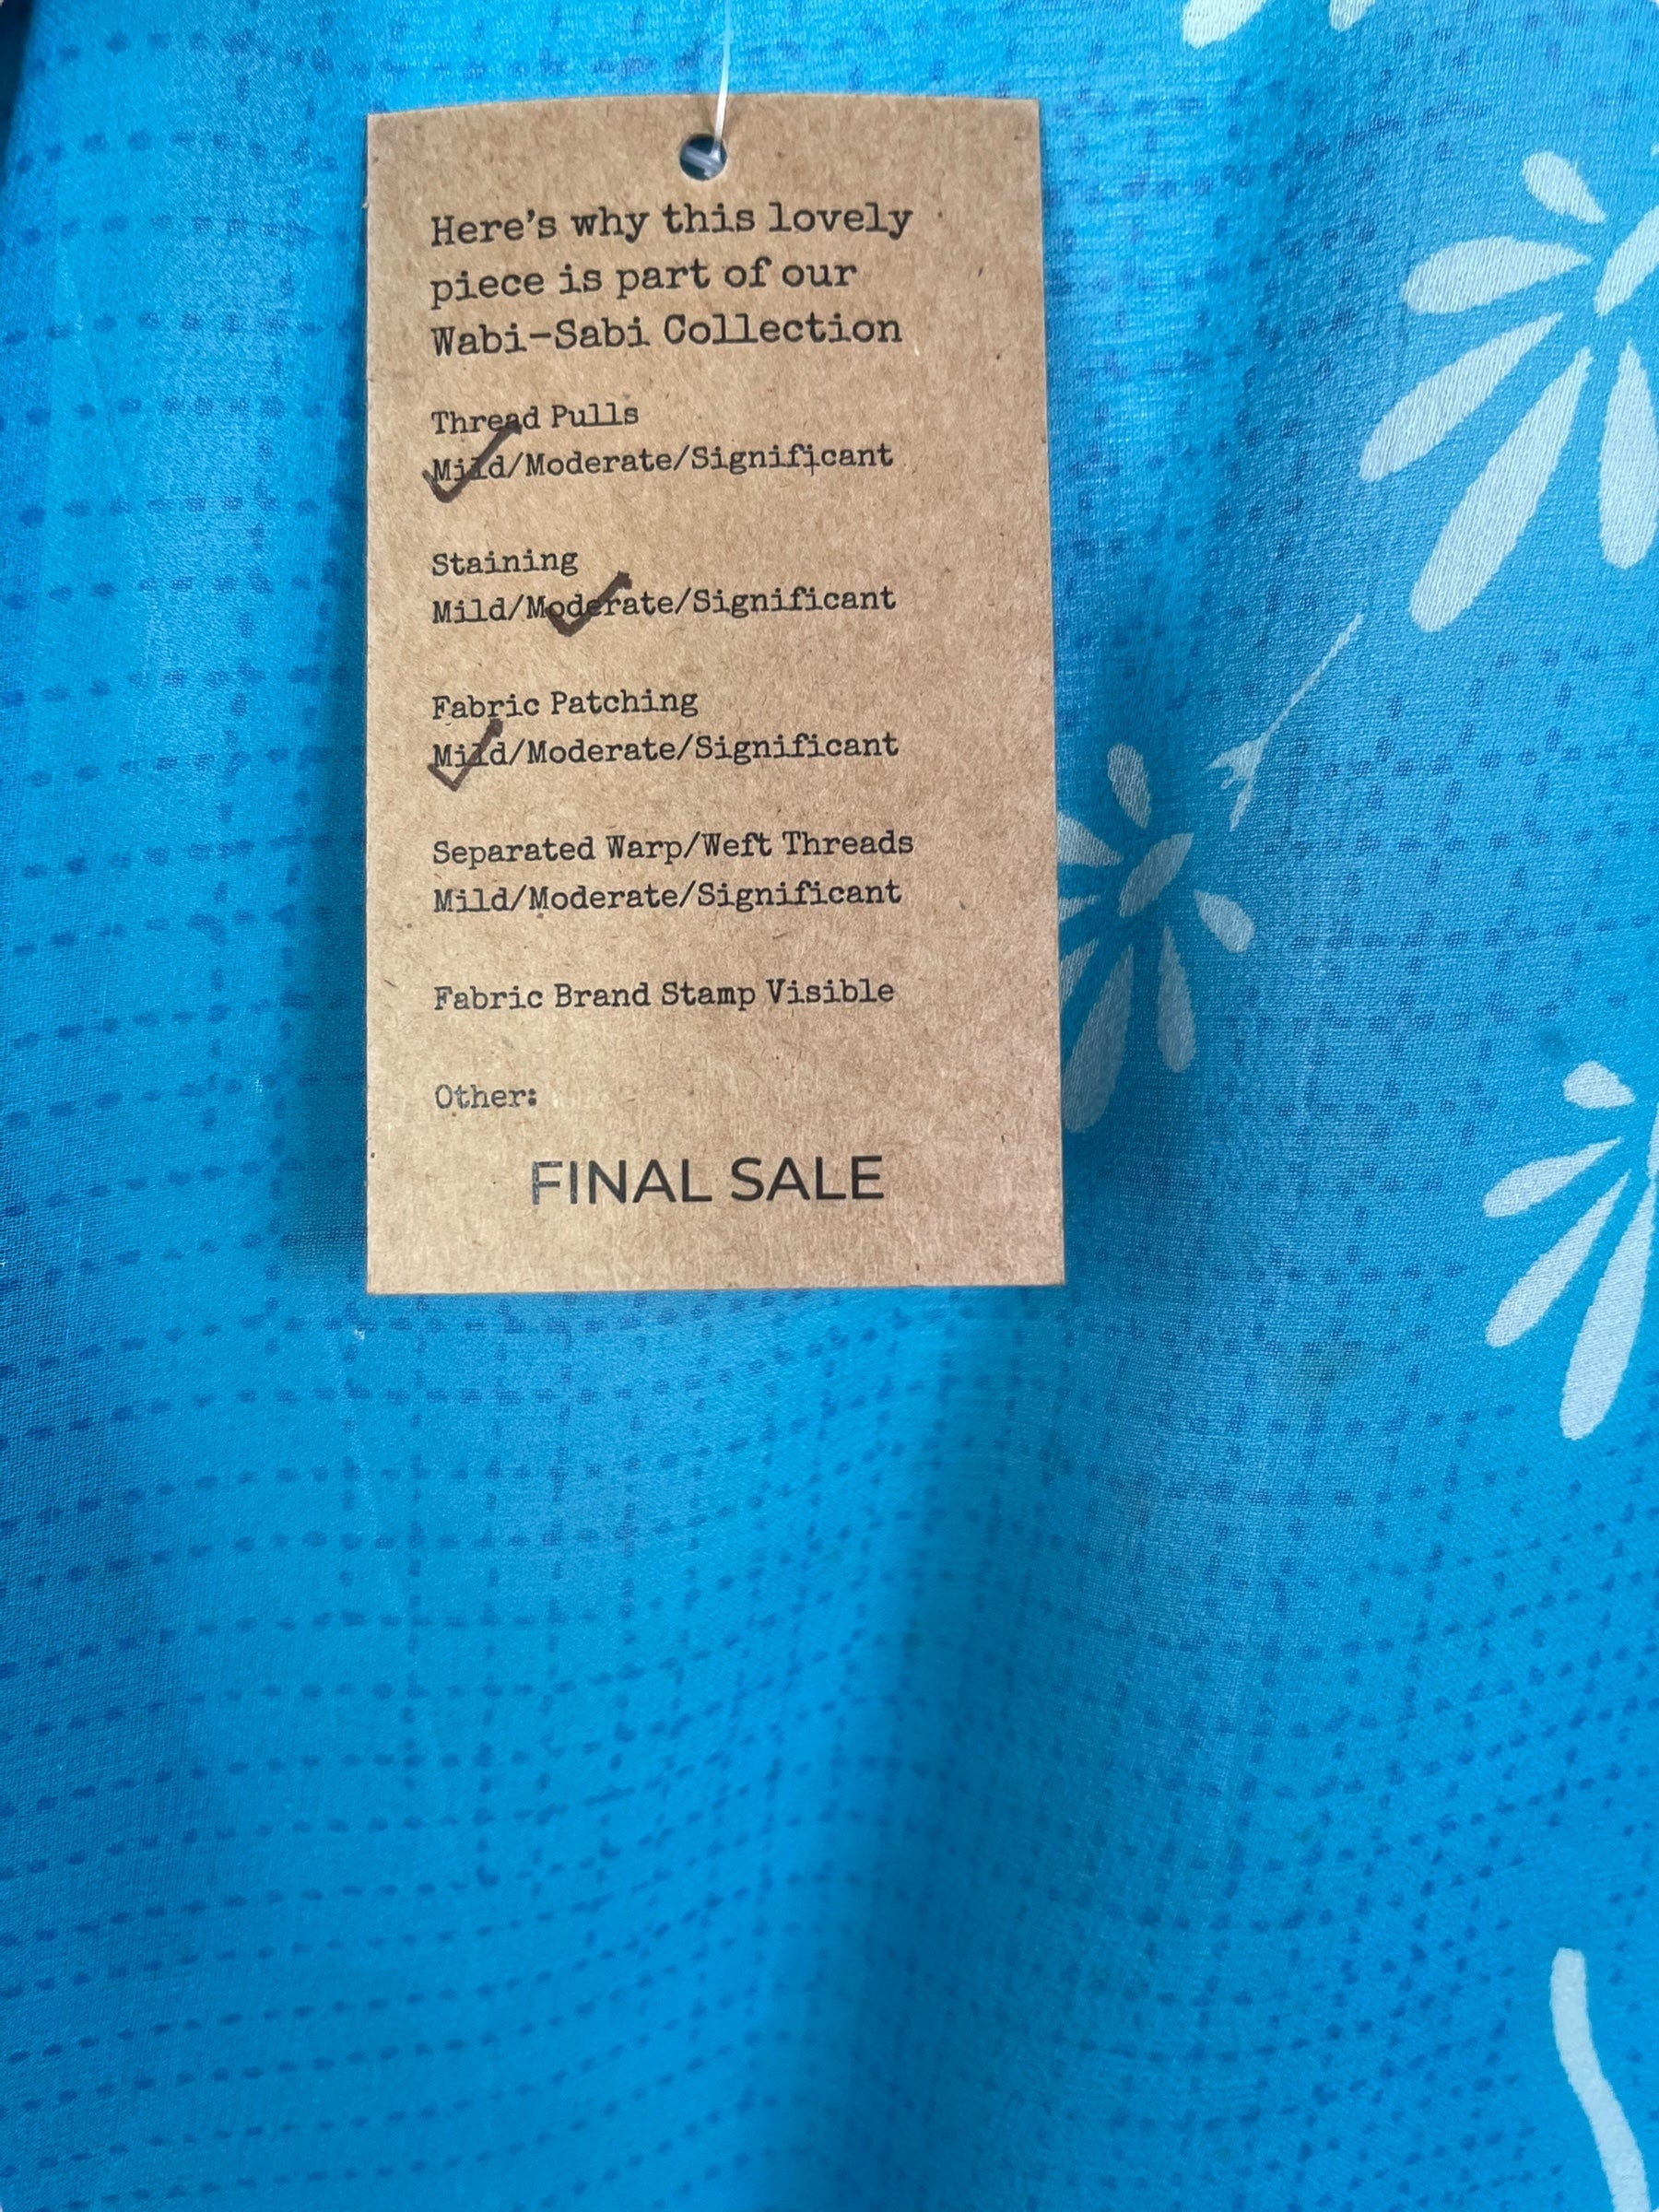 Here's why this lovely
piece is part of our
Wabi-Sabi Collection
Thread Pulls
Mild/Moderate/Significant
Staining
Mild/Moderate/Significant
Fabric Patching
Mild/Moderate/Significant
Separated Warp/Weft Threads
Mild/Moderate/Significant
Fabric Brand Stamp Visible
Other:
FINAL SALE